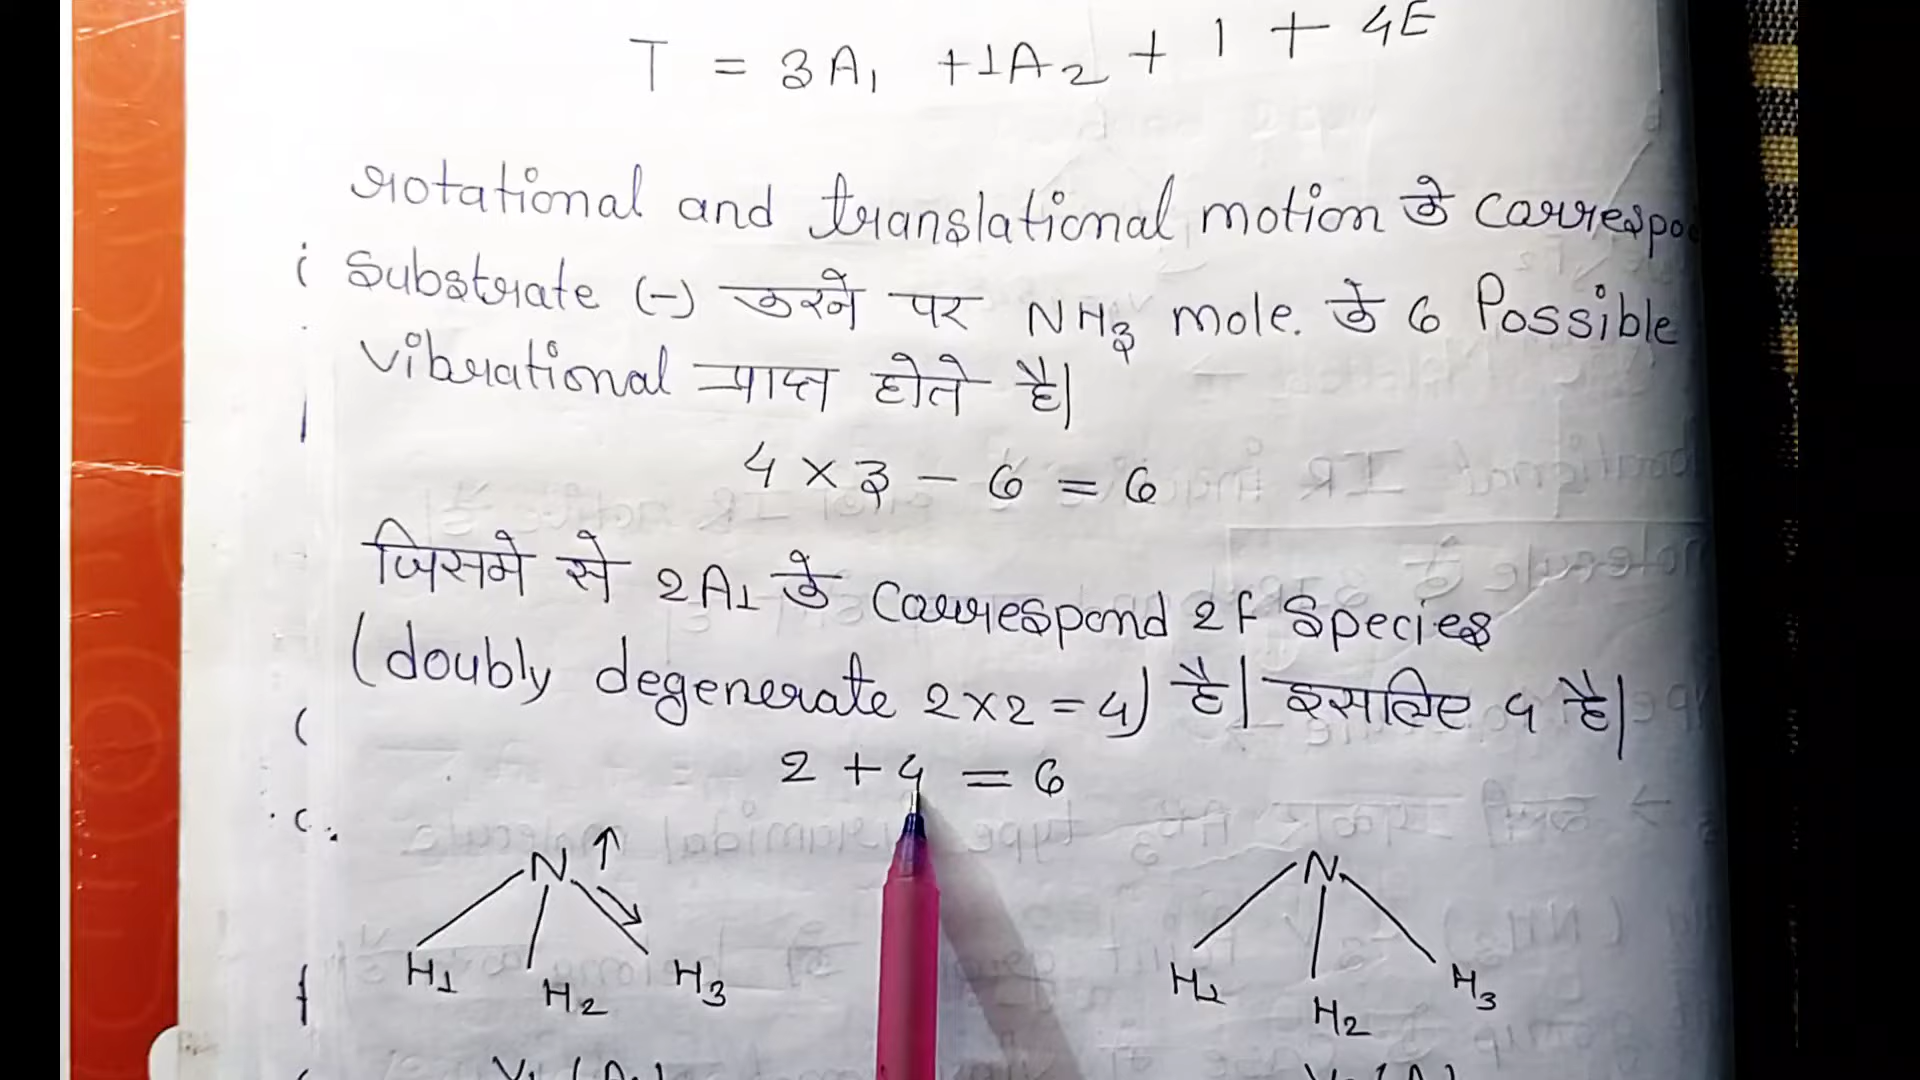 T = 3A1 + 1A2 + 1 + 4E
rotational and translational motion के correspo
Substrate (-) करने पर NH3 mole. के 6 Possible
vibrational प्राप्त होते है।
4 × 3 - 6 = 6
जिसमे से 2A1 के Correspond 2f Species
(doubly degenerate 2×2=4) है। इसलिए 4 है।
2 + 4 = 6
N N
H1 H2 H3 H1 H2 H3